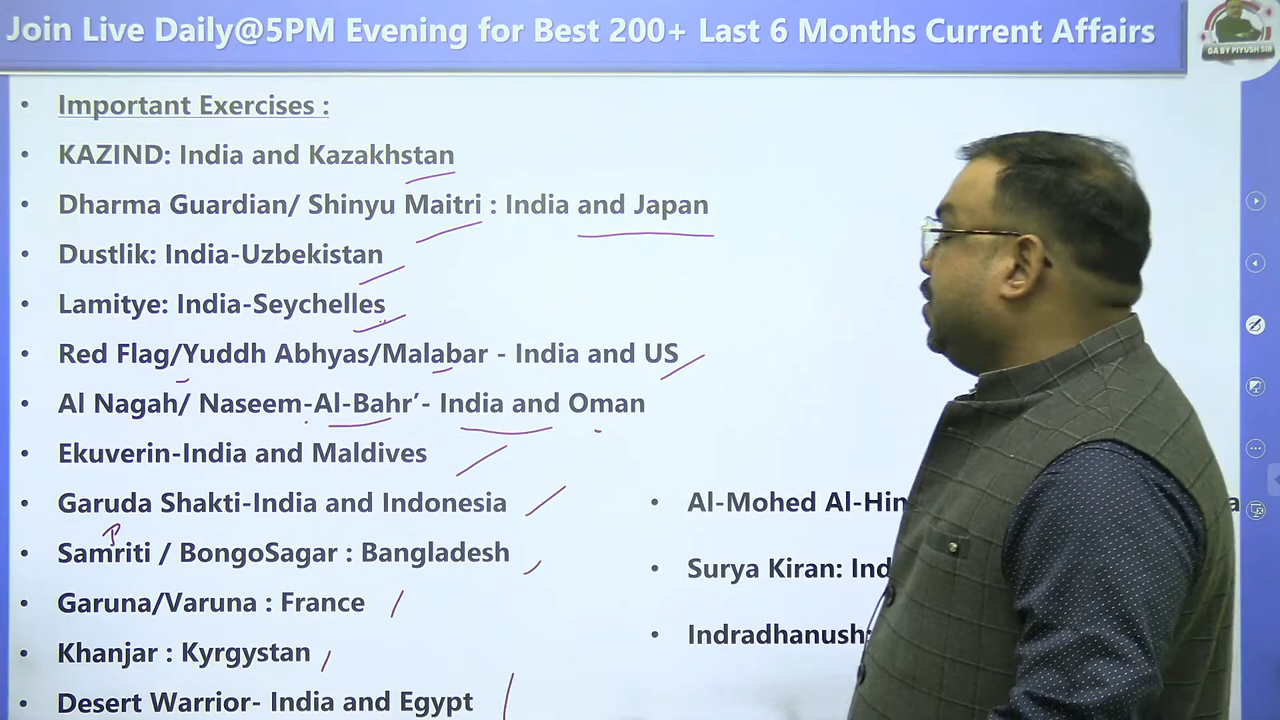 Join Live Daily@5PM Evening for Best 200+ Last 6 Months Current Affairs
GA BY PIYUSH SIR
• Important Exercises :
• KAZIND: India and Kazakhstan
• Dharma Guardian/ Shinyu Maitri : India and Japan
• Dustlik: India-Uzbekistan
• Lamitye: India-Seychelles
• Red Flag/Yuddh Abhyas/Malabar - India and US
• Al Nagah/ Naseem-Al-Bahr’- India and Oman
• Ekuverin-India and Maldives
• Garuda Shakti-India and Indonesia
• Samriti / BongoSagar : Bangladesh
• Garuna/Varuna : France
• Khanjar : Kyrgystan
• Desert Warrior- India and Egypt
• Al-Mohed Al-Hin
• Surya Kiran: Ind
• Indradhanush: